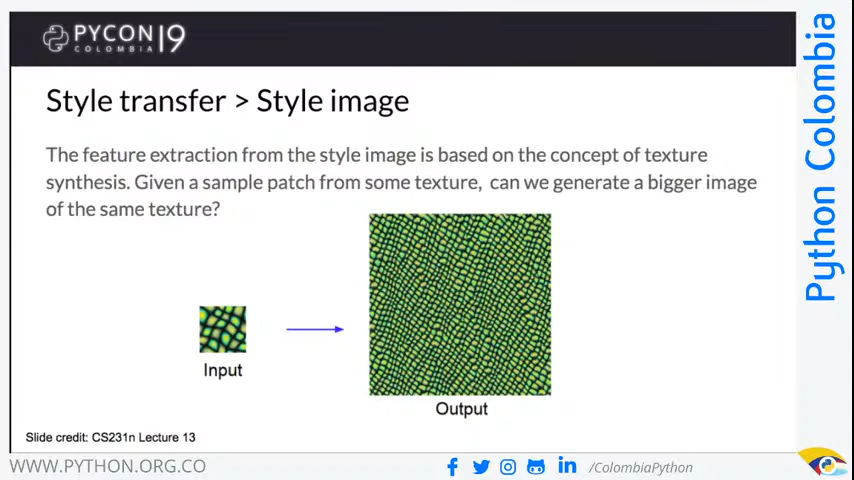 PYCON 19
COLOMBIA
Style transfer > Style image
The feature extraction from the style image is based on the concept of texture
synthesis. Given a sample patch from some texture, can we generate a bigger image
of the same texture?
Input
Output
Slide credit: CS231n Lecture 13
WWW.PYTHON.ORG.CO
/ColombiaPython
Python Colombia